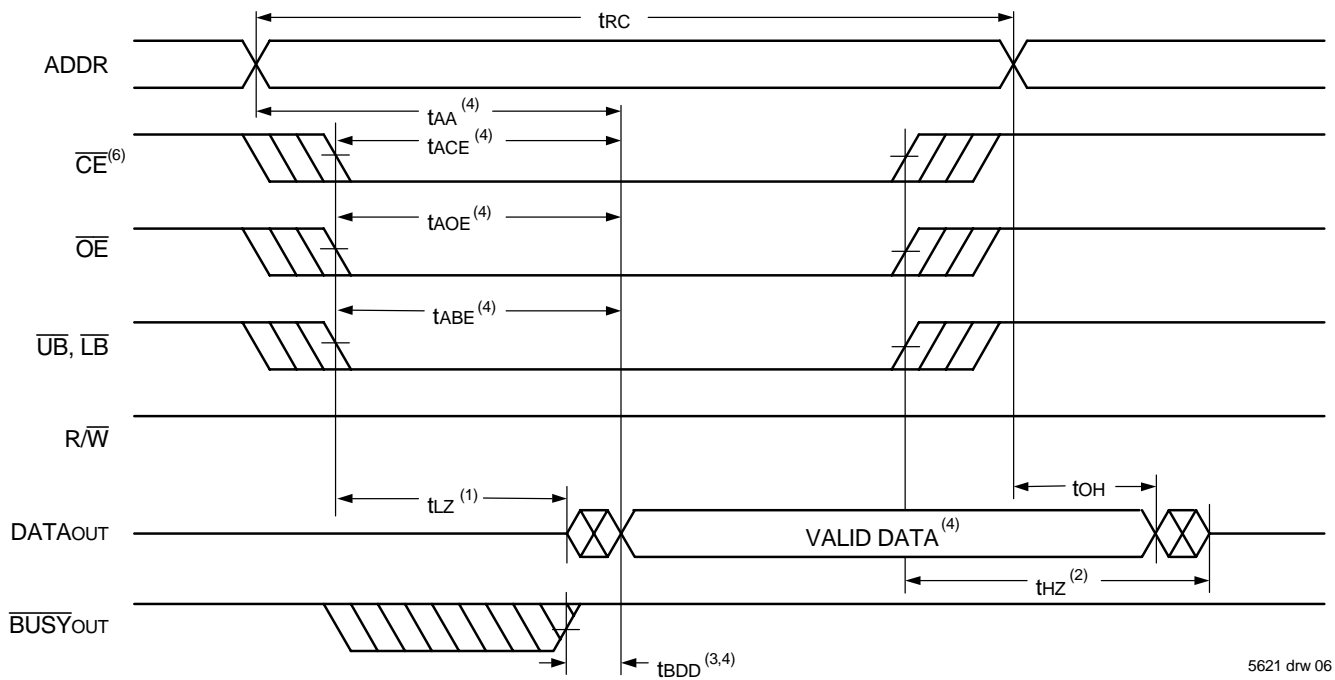 tRC
ADDR
tAA (4)
tACE (4)
CE(6)
tAOE (4)
OE
tABE (4)
UB, LB
R/W
tLZ (1)
tOH
DATAOUT
VALID DATA(4)
tHZ (2)
BUSYOUT
tBDD (3,4)
5621 drw 06